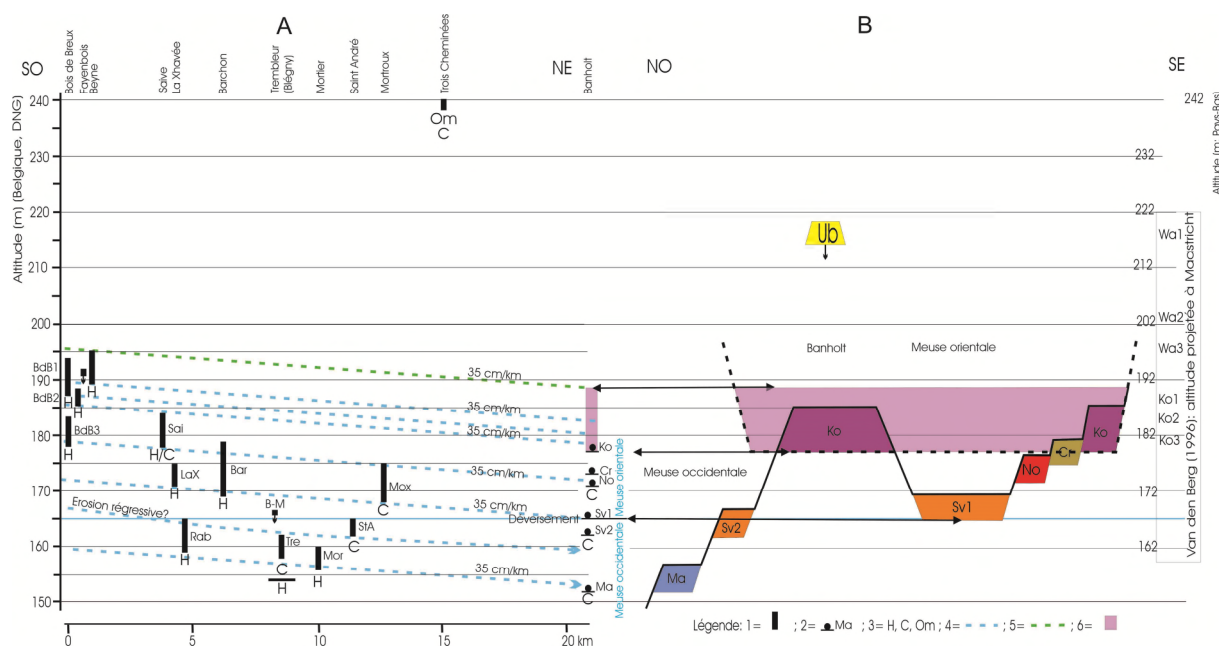 A
B
SO
Bois de Breux
Fayenbois
Beyne
Saive
La Xhavée
Barchon
Trembleur
(Blégny)
Mortier
Saint André
Mortroux
Trois Cheminées
NE
Banholt
NO
SE
Altitude (m) (Belgique, DNG)
240
230
220
210
200
190
180
170
160
150
Om
C
BdB1
H
BdB2
H
H
BdB3
H
Sai
H/C
LaX
H
Bar
H
Mox
C
Erosion régressive?
Rab
H
B-M
Tre
C
H
StA
C
Mor
H
35 cm/km
35 cm/km
35 cm/km
35 cm/km
35 cm/km
Ko
Cr
No
C
Sv1
Déversement
Sv2
C
Ma
C
Meuse orientale
Meuse occidentale
0
5
10
15
20 km
Ub
Banholt
Meuse orientale
Meuse occidentale
Ko
Ko
Cr
No
Sv1
Sv2
Ma
242
232
222
212
202
192
182
172
162
Wa1
Wa2
Wa3
Ko1
Ko2
Ko3
Altitude (m; Pays-Bas)
Van den Berg (1996): altitude projetée à Maestricht
Légende: 1= ; 2= Ma ; 3= H, C, Om ; 4= ; 5= ; 6=